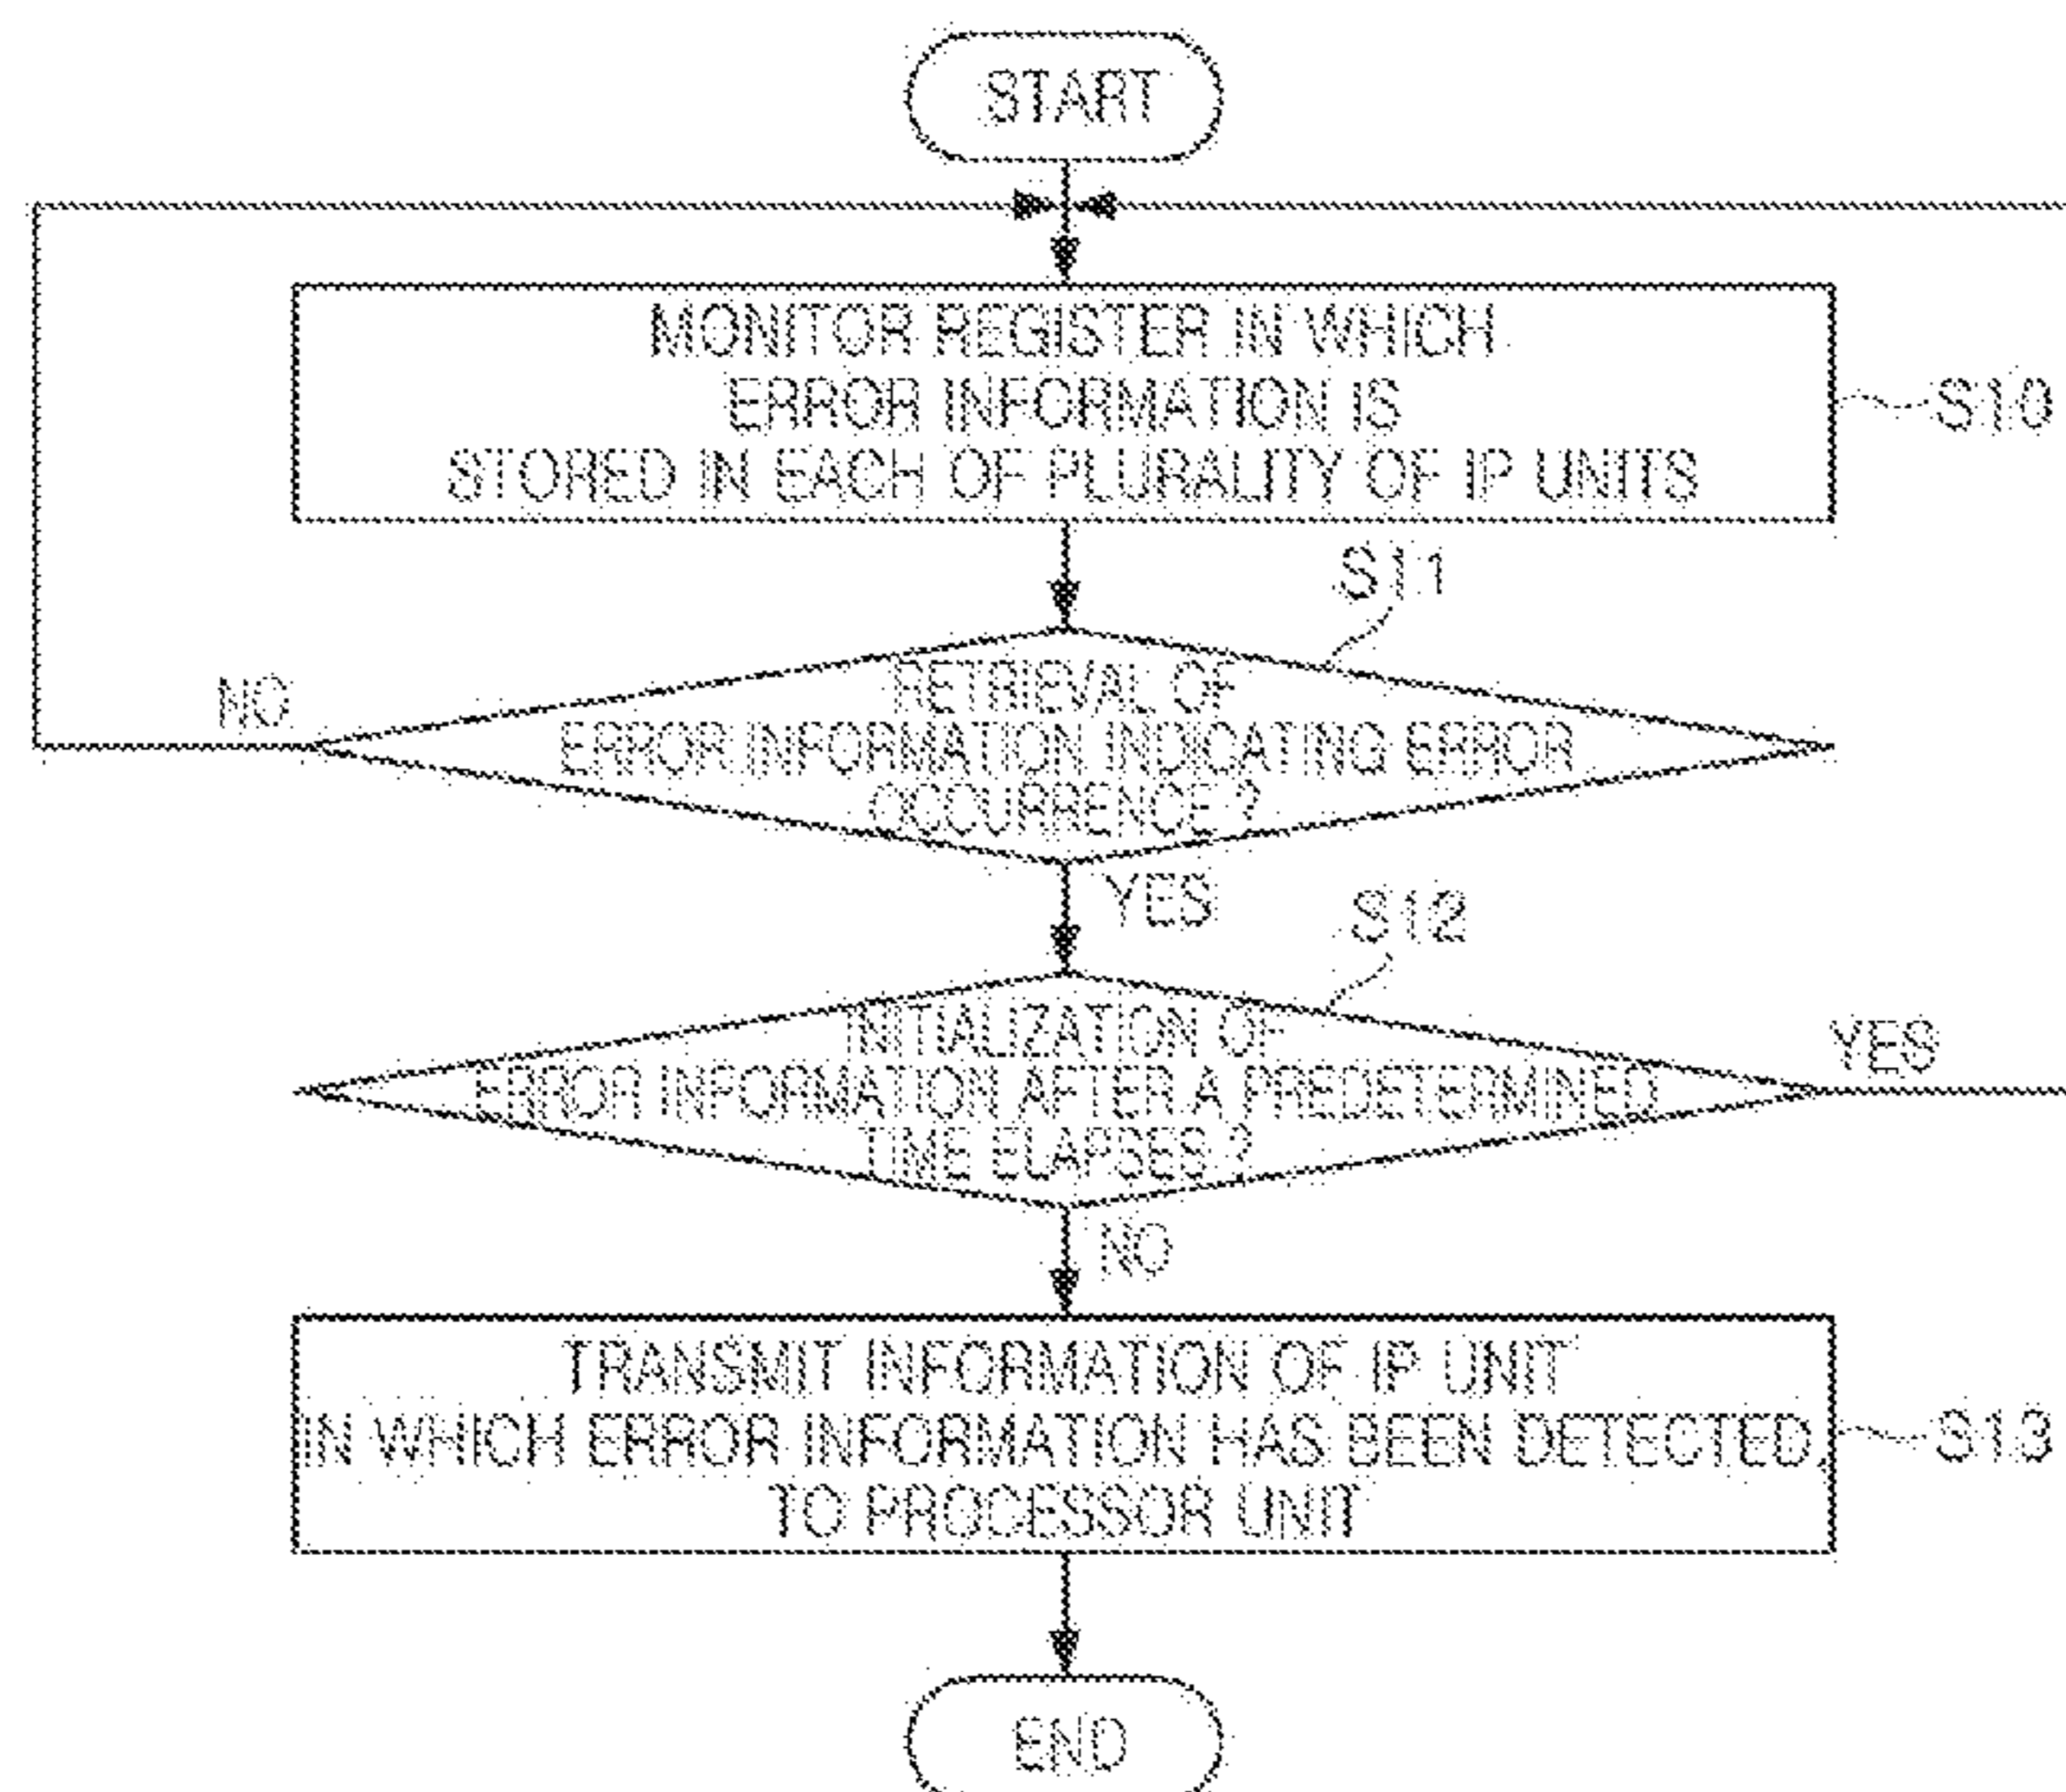 START
MONITOR REGISTER IN WHICH
ERROR INFORMATION IS
STORED IN EACH OF PLURALITY OF IP UNITS
S10
S11
RETRIEVAL OF
ERROR INFORMATION INDICATING ERROR
OCCURRENCE ?
NO
YES
S12
INITIALIZATION OF
ERROR INFORMATION AFTER A PREDETERMINED
TIME ELAPSES ?
YES
NO
TRANSMIT INFORMATION OF IP UNIT
IN WHICH ERROR INFORMATION HAS BEEN DETECTED,
TO PROCESSOR UNIT
S13
END